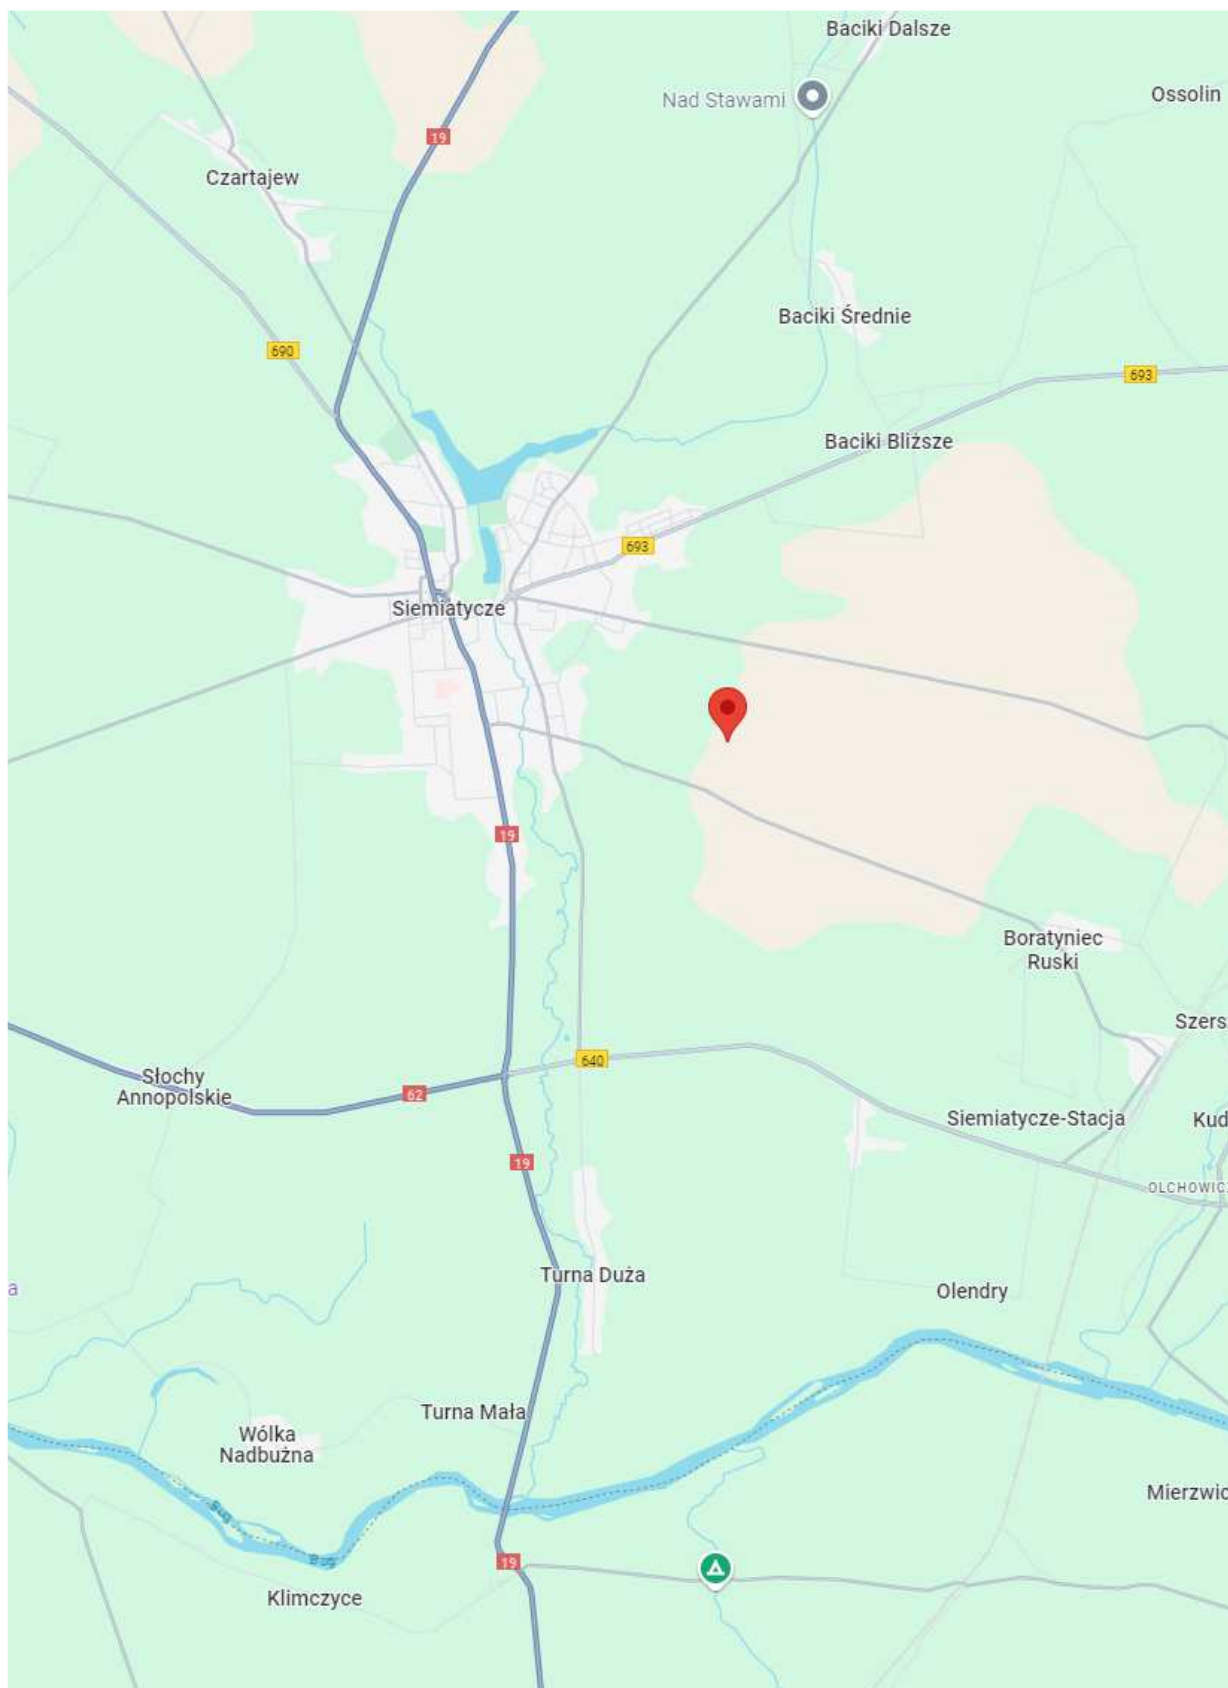 Baciki Dalsze
Nad Stawami
Ossolin
19
Czartajew
Baciki Średnie
690
693
Baciki Bliższe
693
Siemiatycze
19
Boratyniec
Ruski
Szers
640
Słochy
Annopolskie
62
Siemiatycze-Stacja
Kud
19
OLCHOWIC
Turna Duża
a
Olendry
Turna Mała
Wólka
Nadbużna
Mierzwic
Bug
Bug
19
Klimczyce